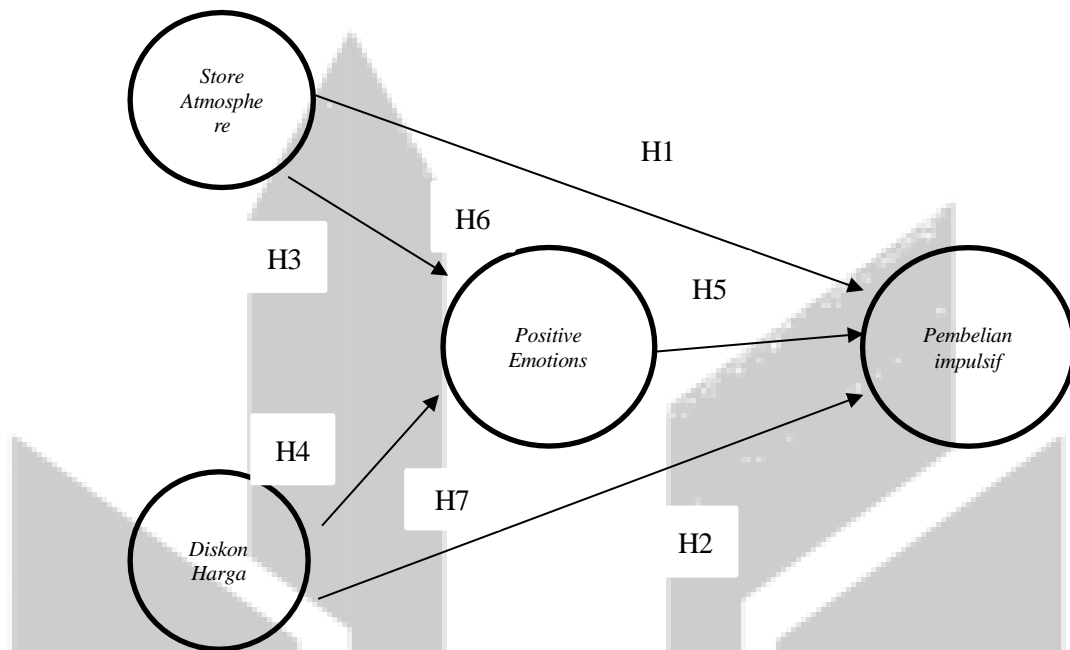 Store
Atmosphe
re
H1
H6
H3
H5
Positive
Emotions
Pembelian
impulsif
H4
H7
H2
Diskon
Harga